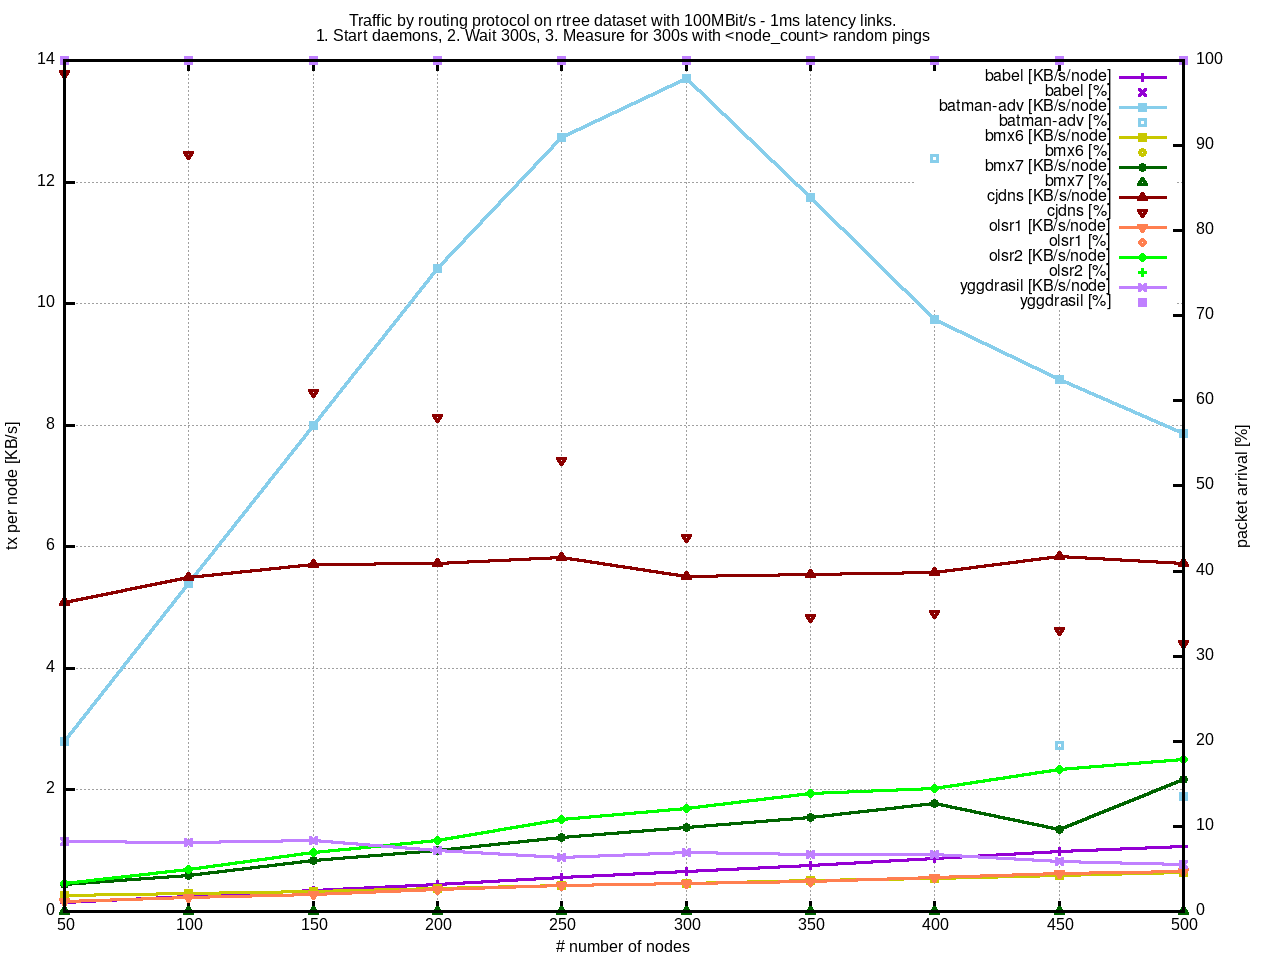 Traffic by routing protocol on rtree dataset with 100MBit/s - 1ms latency links.
1. Start daemons, 2. Wait 300s, 3. Measure for 300s with <node_count> random pings
14
12
10
8
6
4
2
0
tx per node [KB/s]
babel [KB/s/node]
babel [%]
batman-adv [KB/s/node]
batman-adv [%]
bmx6 [KB/s/node]
bmx6 [%]
bmx7 [KB/s/node]
bmx7 [%]
cjdns [KB/s/node]
cjdns [%]
olsr1 [KB/s/node]
olsr1 [%]
olsr2 [KB/s/node]
olsr2 [%]
yggdrasil [KB/s/node]
yggdrasil [%]
100
90
80
70
60
50
40
30
20
10
0
packet arrival [%]
50 100 150 200 250 300 350 400 450 500
# number of nodes